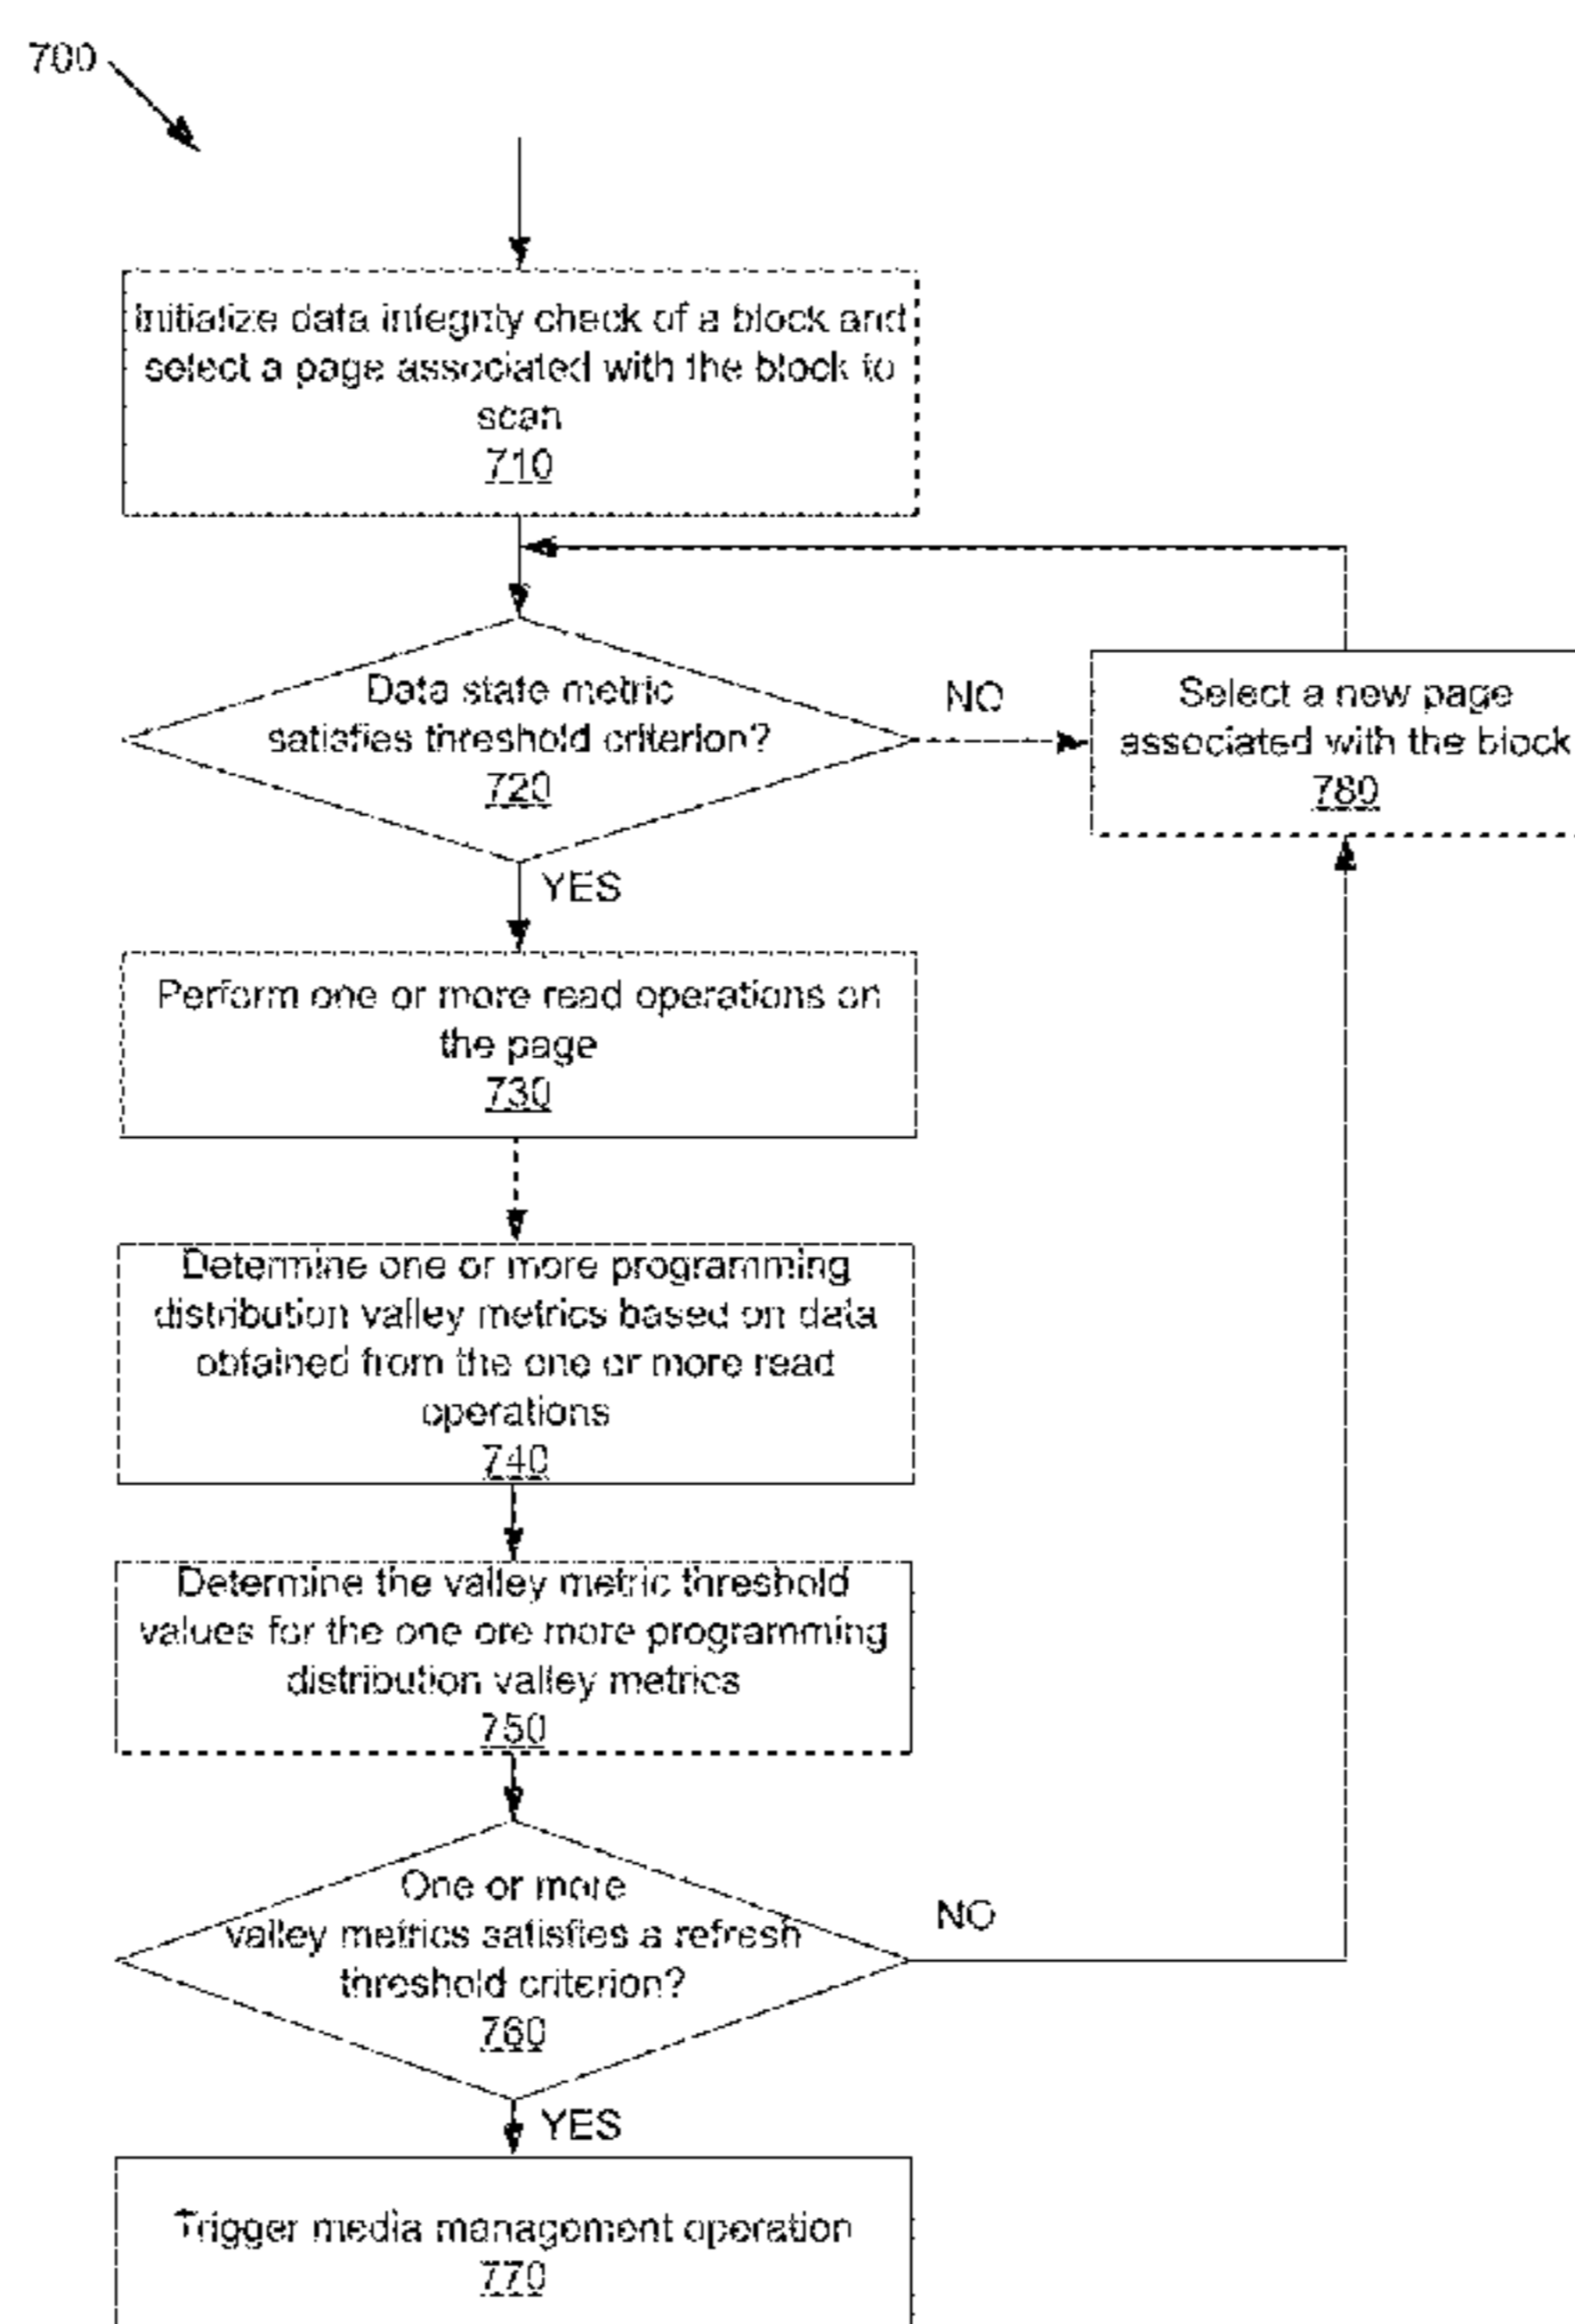 700
Initialize data integrity check of a block and
select a page associated with the block to
scan
710
Data state metric
satisfies threshold criterion?
720
NO
Select a new page
associated with the block
780
YES
Perform one or more read operations on
the page
730
Determine one or more programming
distribution valley metrics based on data
obtained from the one or more read
operations
740
Determine the valley metric threshold
values for the one ore more programming
distribution valley metrics
750
One or more
valley metrics satisfies a refresh
threshold criterion?
760
NO
YES
Trigger media management operation
770